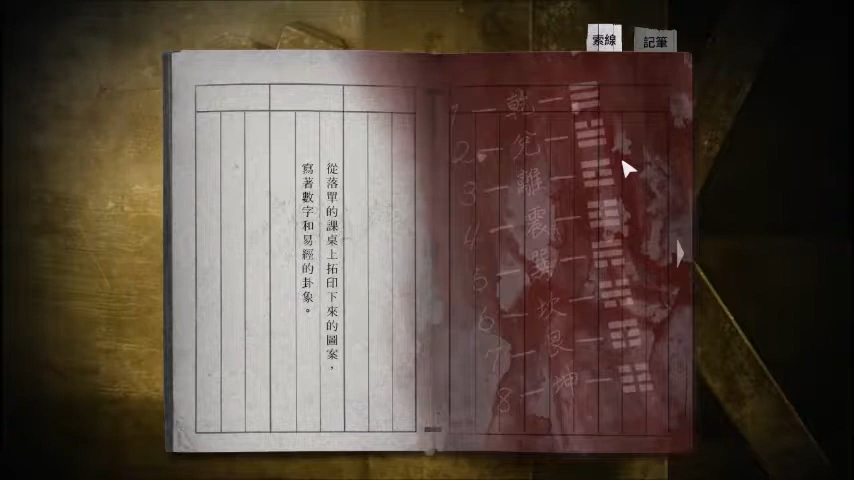 索線
記筆
從落單的課桌上拓印下來的圖案，
寫著數字和易經的卦象。
1 — 乾 — ☰
2 — 兌 — ☱
3 — 離 — ☲
4 — 震 — ☳
5 — 巽 — ☴
6 — 坎 — ☵
7 — 艮 — ☶
8 — 坤 — ☷